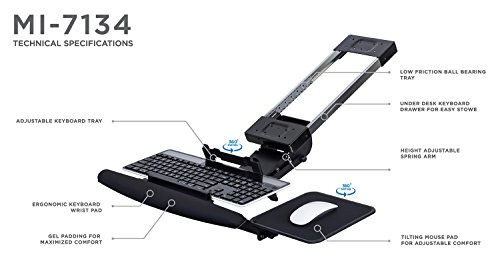 MI-7134
TECHNICAL SPECIFICATIONS
LOW FRICTION BALL BEARING
TRAY
UNDER DESK KEYBOARD
DRAWER FOR EASY STOWE
ADJUSTABLE KEYBOARD TRAY
360°
HEIGHT ADJUSTABLE
SPRING ARM
180°
ERGONOMIC KEYBOARD
WRIST PAD
GEL PADDING FOR
MAXIMIZED COMFORT
TILTING MOUSE PAD
FOR ADJUSTABLE COMFORT